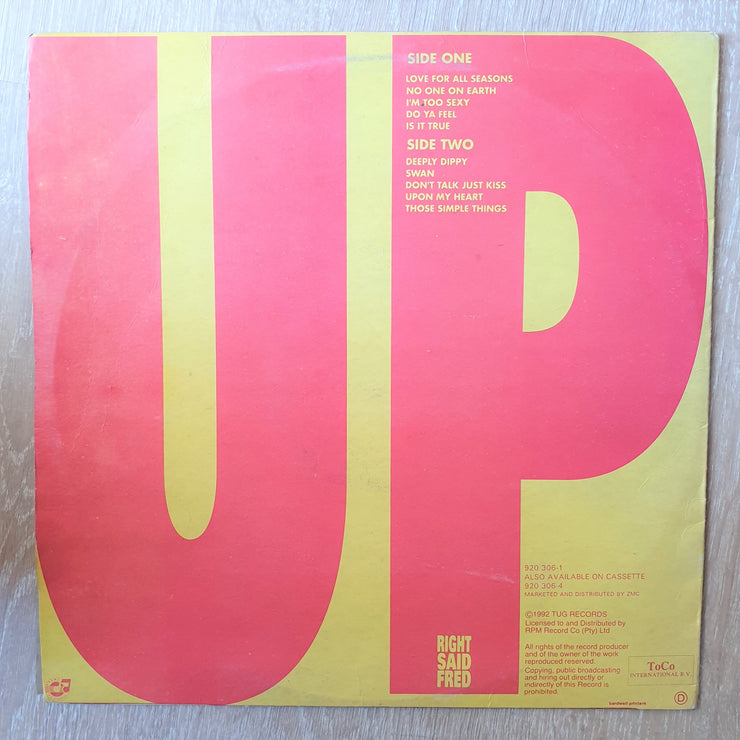 UP
SIDE ONE
LOVE FOR ALL SEASONS
NO ONE ON EARTH
I'M TOO SEXY
DO YA FEEL
IS IT TRUE
SIDE TWO
DEEPLY DIPPY
SWAN
DON'T TALK JUST KISS
UPON MY HEART
THOSE SIMPLE THINGS
920 306-1
ALSO AVAILABLE ON CASSETTE
920 306-4
MARKETED AND DISTRIBUTED BY ZMC
©1992 TUG RECORDS
Licensed to and Distributed by
RPM Record Co (Pty) Ltd
All rights of the record producer
and of the owner of the work
reproduced reserved.
Copying, public broadcasting
and hiring out directly or
indirectly of this Record is
prohibited.
RIGHT
SAID
FRED
ToCo
INTERNATIONAL B.V.
D
bardwell printers